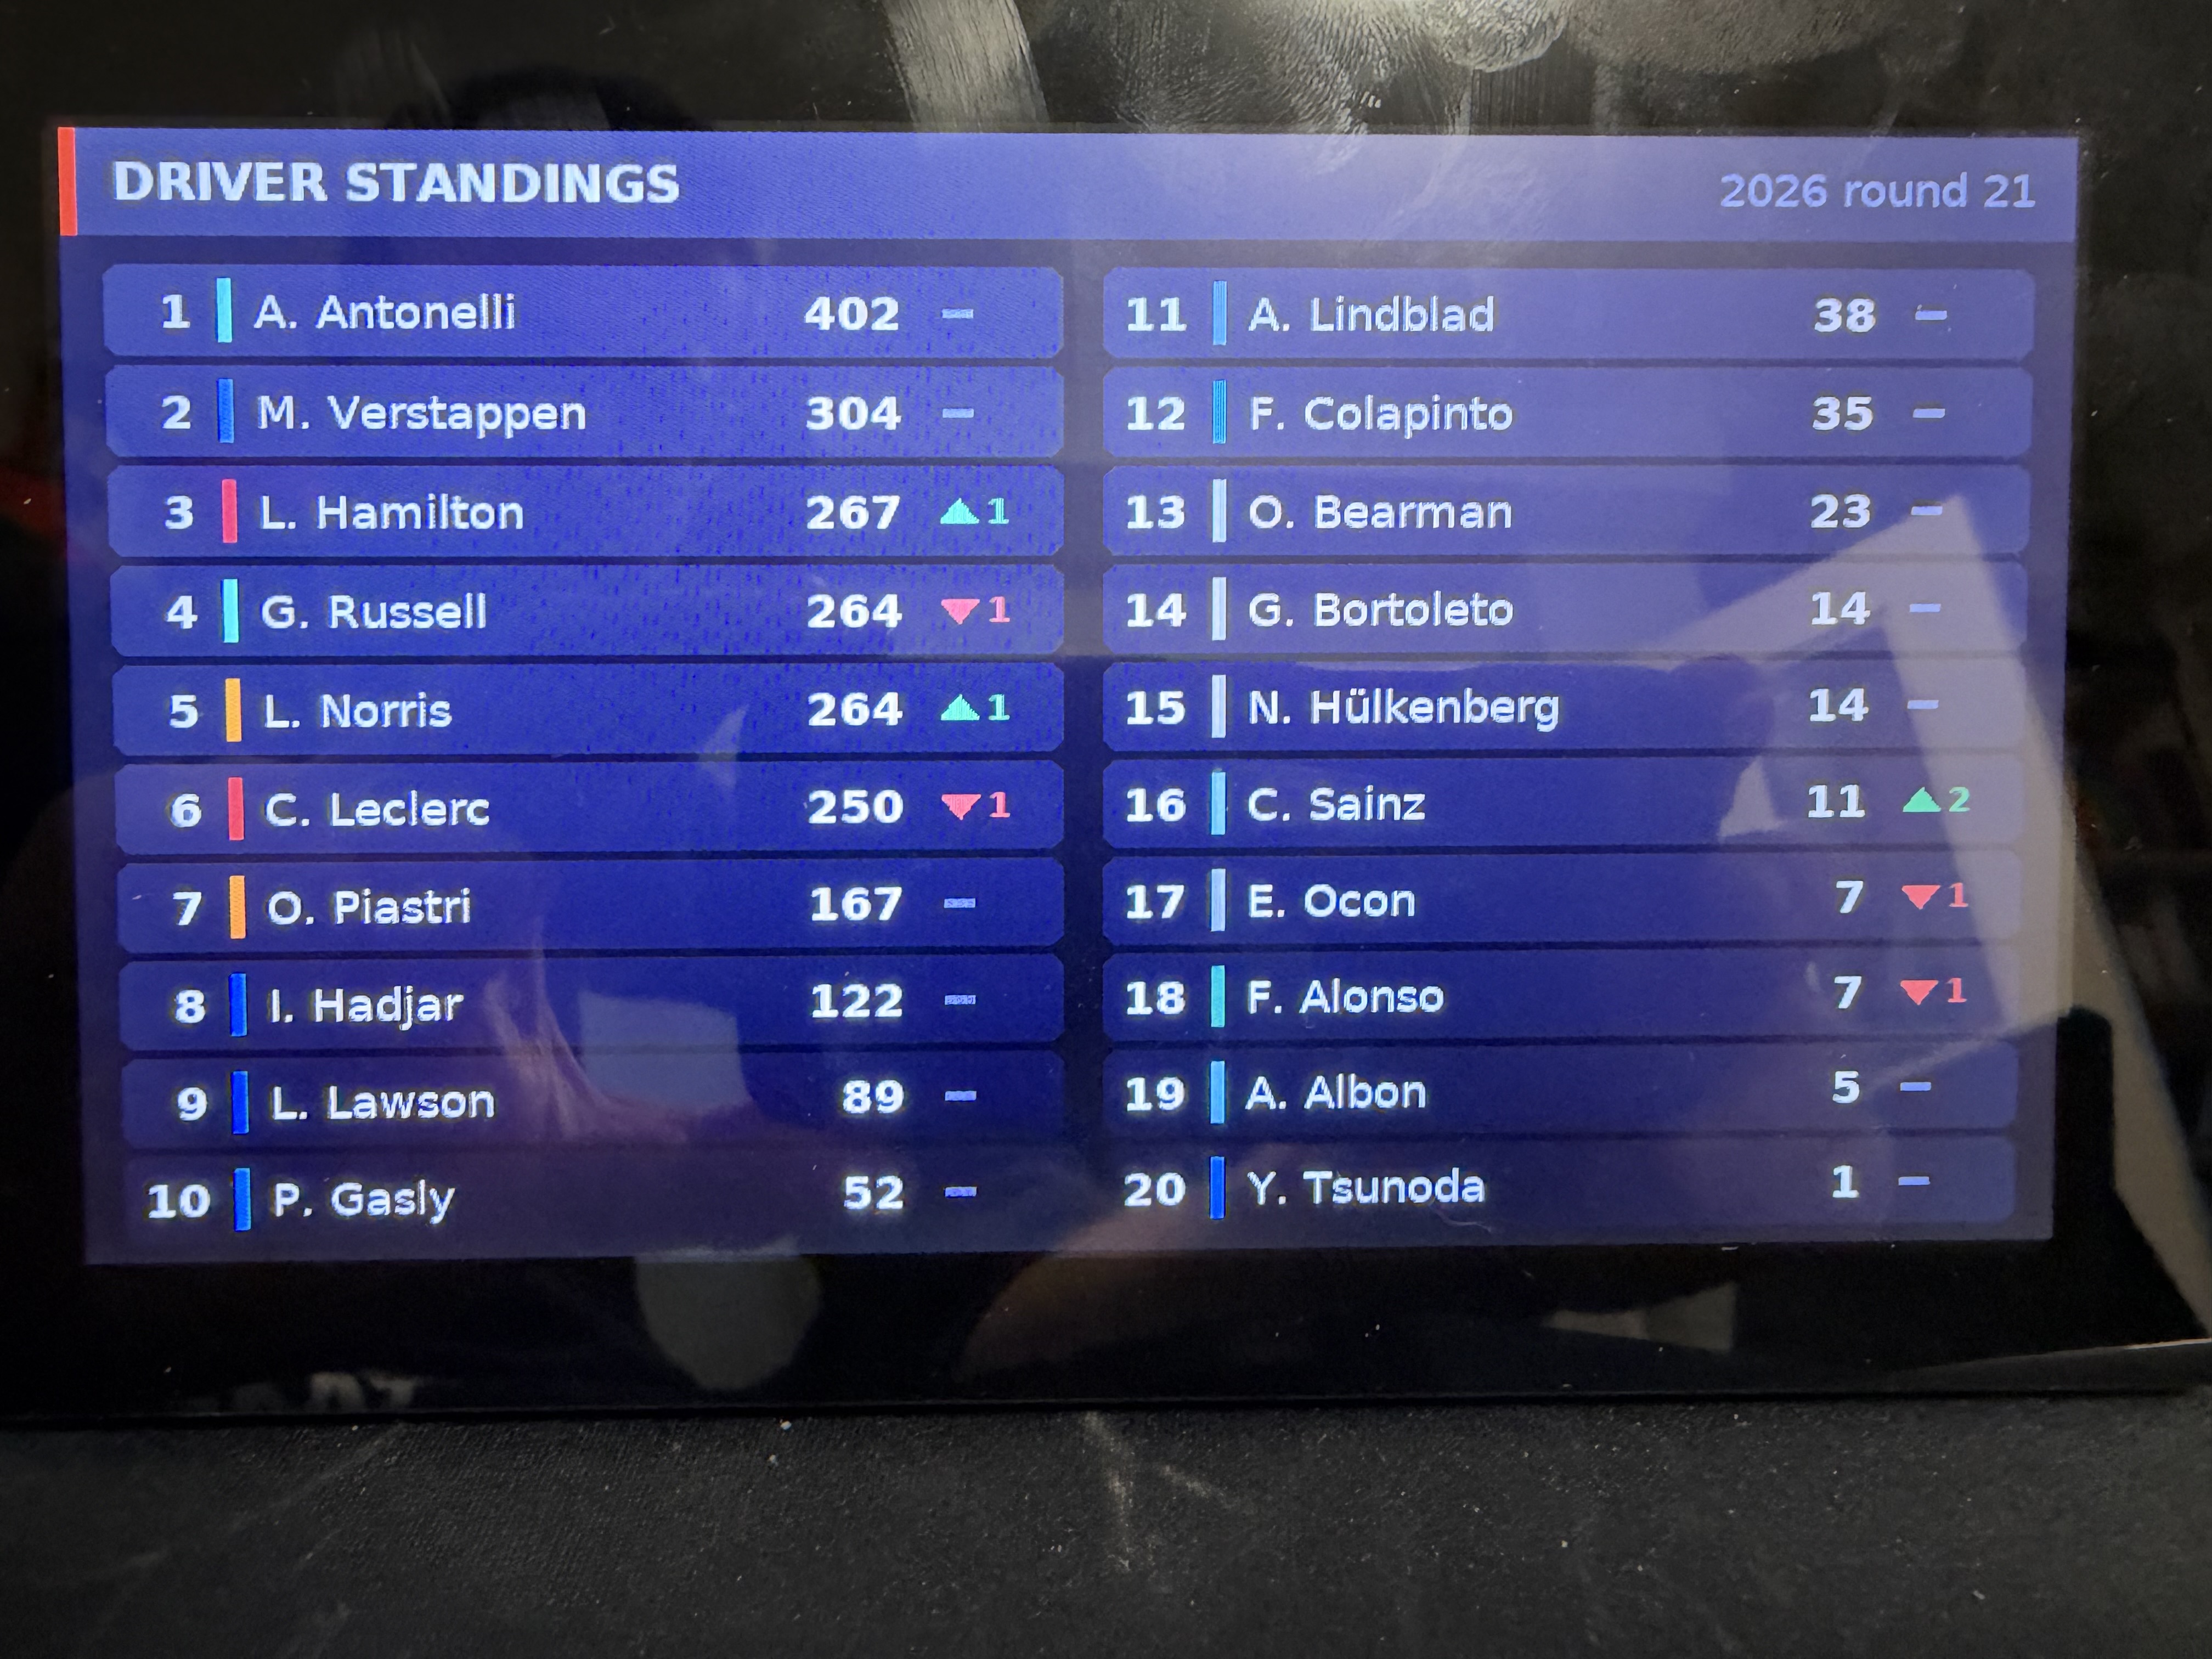 DRIVER STANDINGS
2026 round 21
1 A. Antonelli 402 –
2 M. Verstappen 304 –
3 L. Hamilton 267 ▲1
4 G. Russell 264 ▼1
5 L. Norris 264 ▲1
6 C. Leclerc 250 ▼1
7 O. Piastri 167 –
8 I. Hadjar 122 –
9 L. Lawson 89 –
10 P. Gasly 52 –
11 A. Lindblad 38 –
12 F. Colapinto 35 –
13 O. Bearman 23 –
14 G. Bortoleto 14 –
15 N. Hülkenberg 14 –
16 C. Sainz 11 ▲2
17 E. Ocon 7 ▼1
18 F. Alonso 7 ▼1
19 A. Albon 5 –
20 Y. Tsunoda 1 –